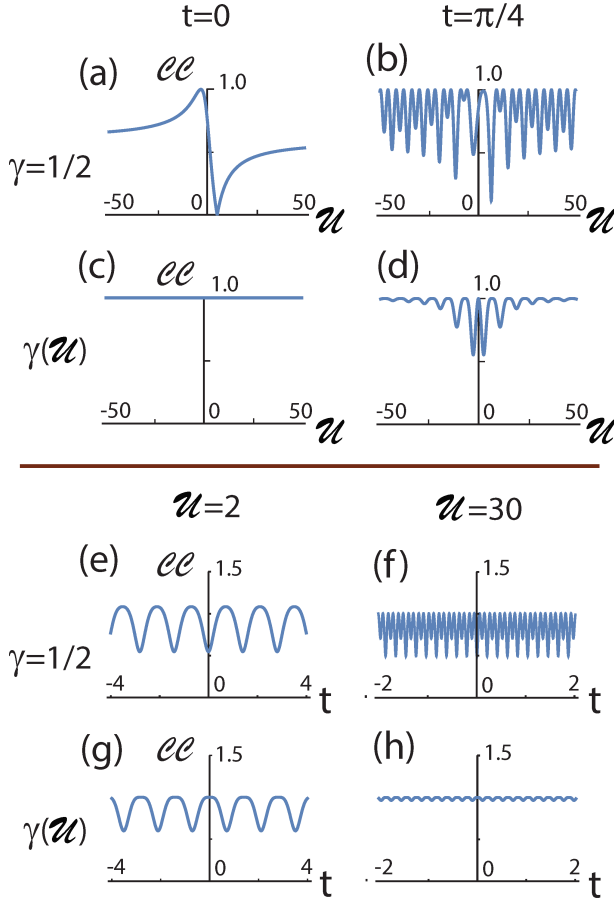 t=0 t=π/4
(a) 𝒞𝒞 1.0 (b) 1.0
γ=1/2
-50 0 50 𝒰 -50 0 50 𝒰
(c) 𝒞𝒞 1.0 (d) 1.0
γ(𝒰)
-50 0 50 𝒰 -50 0 50 𝒰
𝒰=2 𝒰=30
(e) 𝒞𝒞 1.5 (f) 1.5
γ=1/2
-4 0 4 t -2 0 2 t
(g) 𝒞𝒞 1.5 (h) 1.5
γ(𝒰)
-4 0 4 t -2 0 2 t